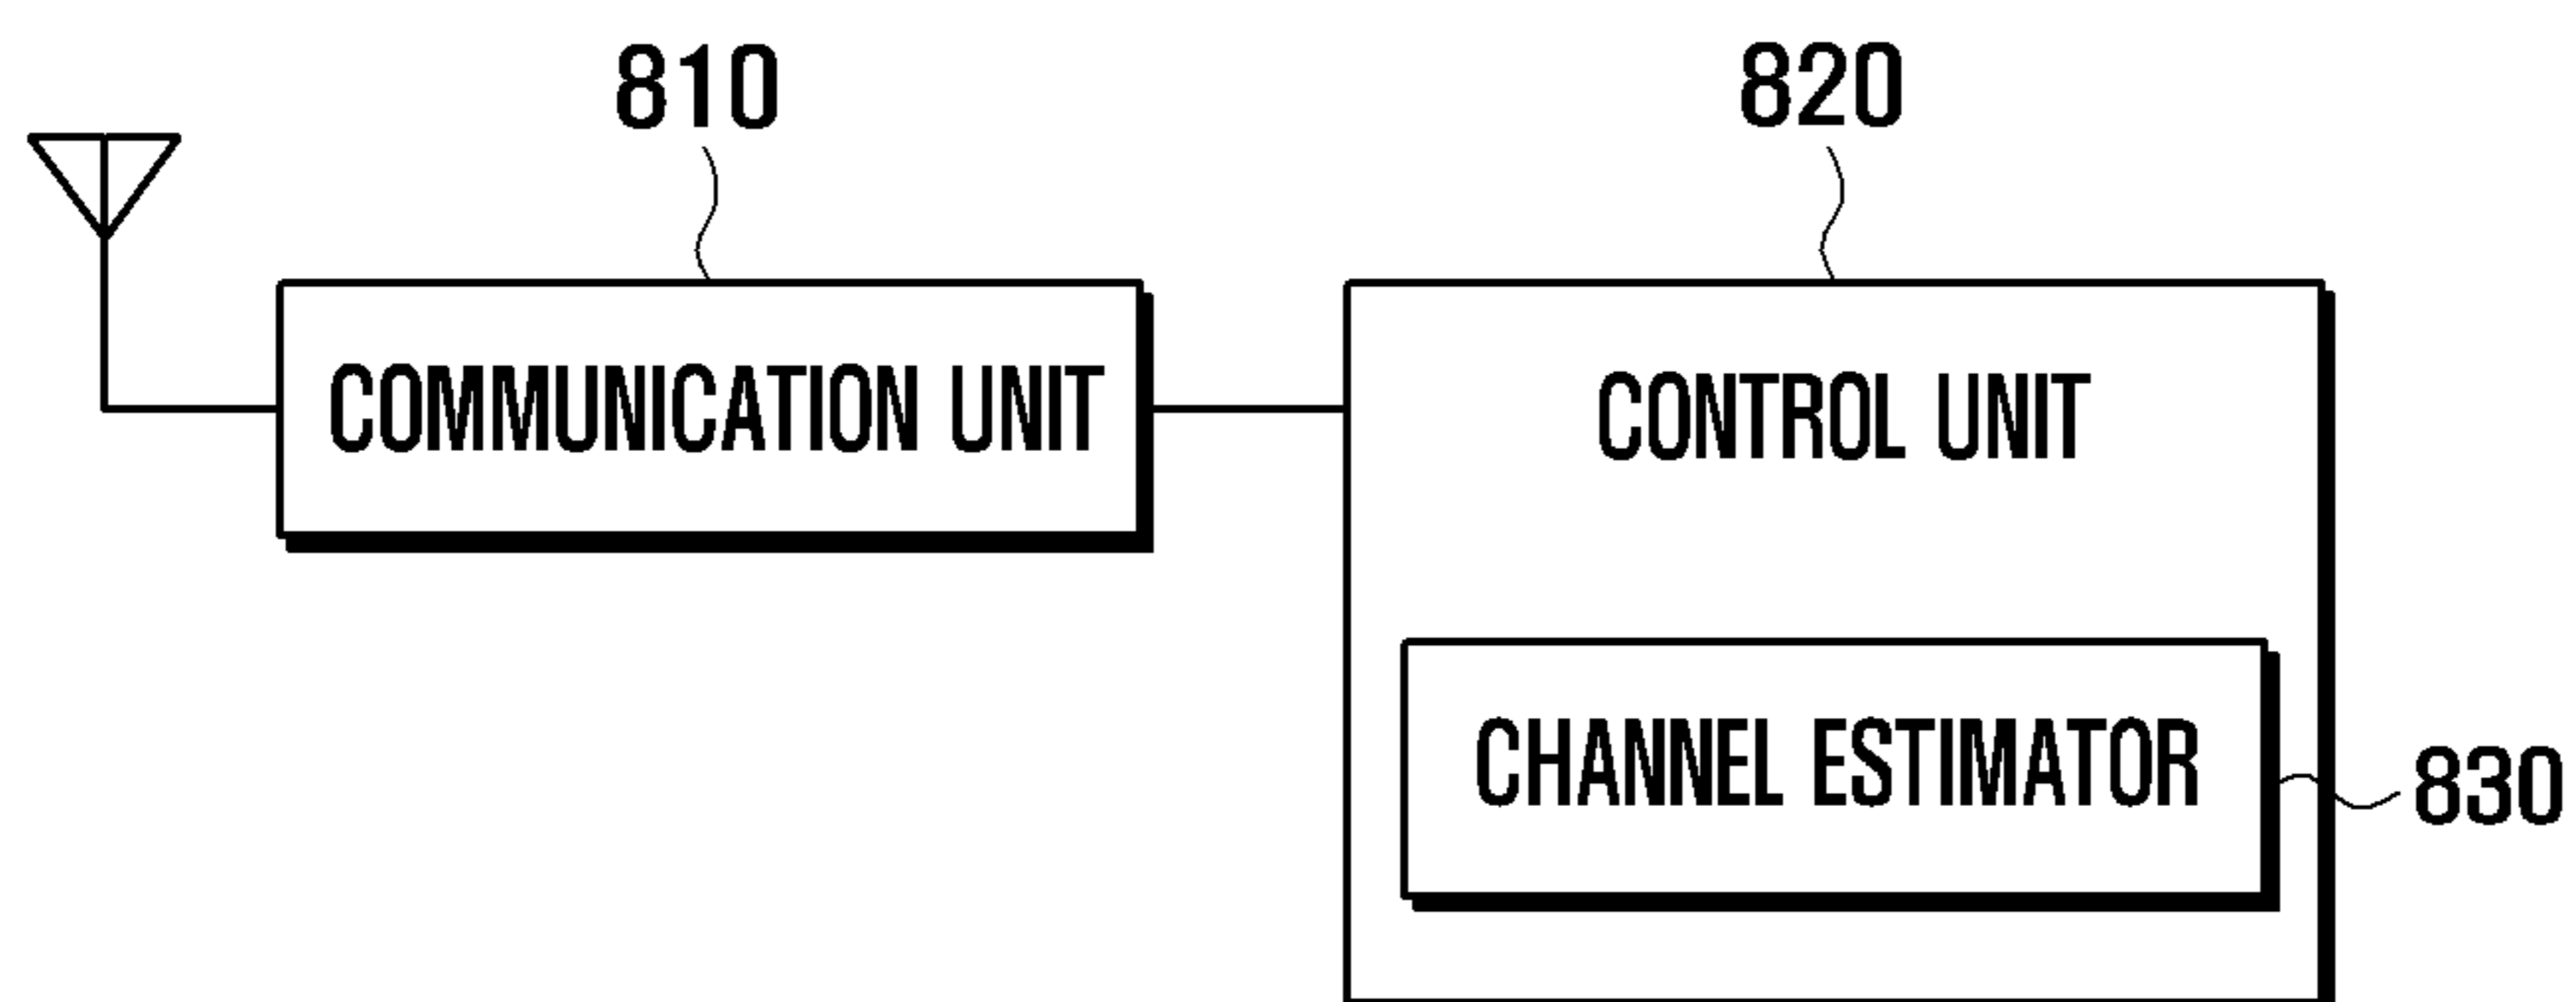 810
820
COMMUNICATION UNIT
CONTROL UNIT
CHANNEL ESTIMATOR
830